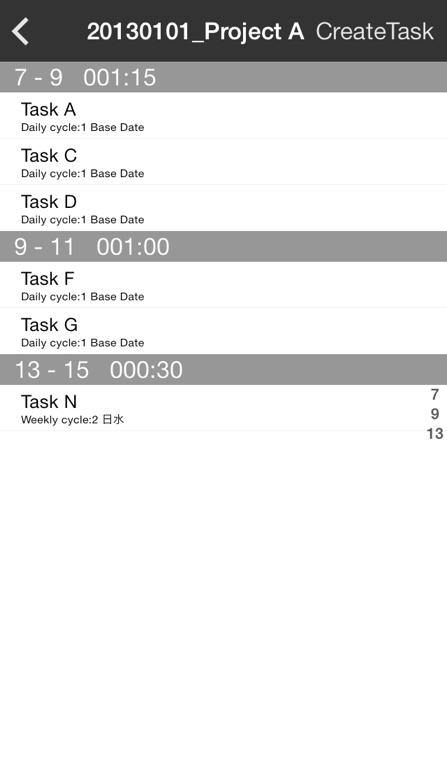 20130101_Project A CreateTask
7 - 9 001:15
Task A
Daily cycle:1 Base Date
Task C
Daily cycle:1 Base Date
Task D
Daily cycle:1 Base Date
9 - 11 001:00
Task F
Daily cycle:1 Base Date
Task G
Daily cycle:1 Base Date
13 - 15 000:30
Task N
Weekly cycle:2 日水
7
9
13